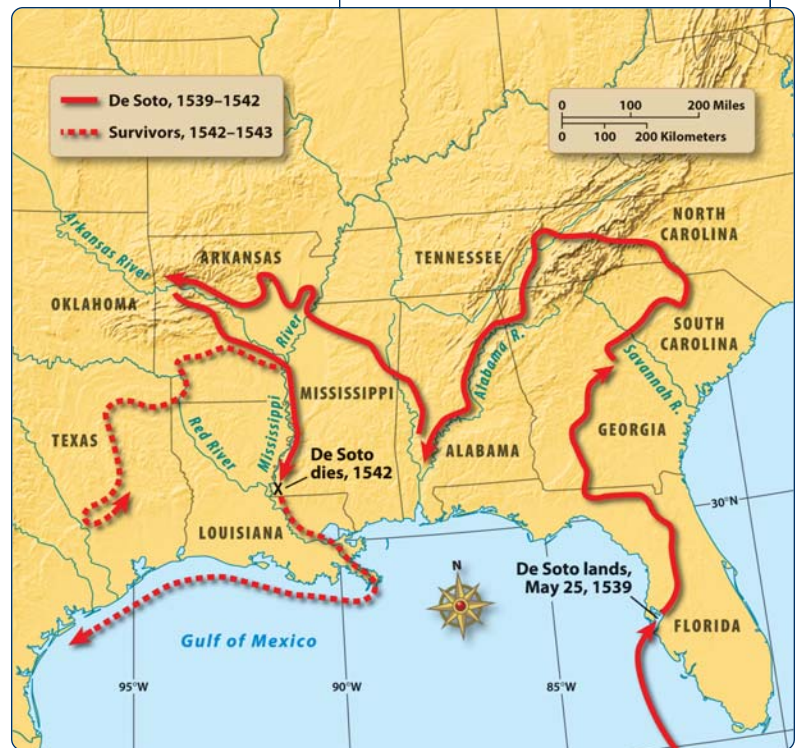 De Soto, 1539–1542
Survivors, 1542–1543
0 100 200 Miles
0 100 200 Kilometers
Arkansas River
ARKANSAS
TENNESSEE
NORTH
CAROLINA
OKLAHOMA
SOUTH
CAROLINA
Mississippi River
MISSISSIPPI
Alabama R.
Savannah R.
TEXAS
Red River
De Soto
dies, 1542
ALABAMA
GEORGIA
LOUISIANA
X
30°N
N
De Soto lands,
May 25, 1539
FLORIDA
Gulf of Mexico
95°W
90°W
85°W